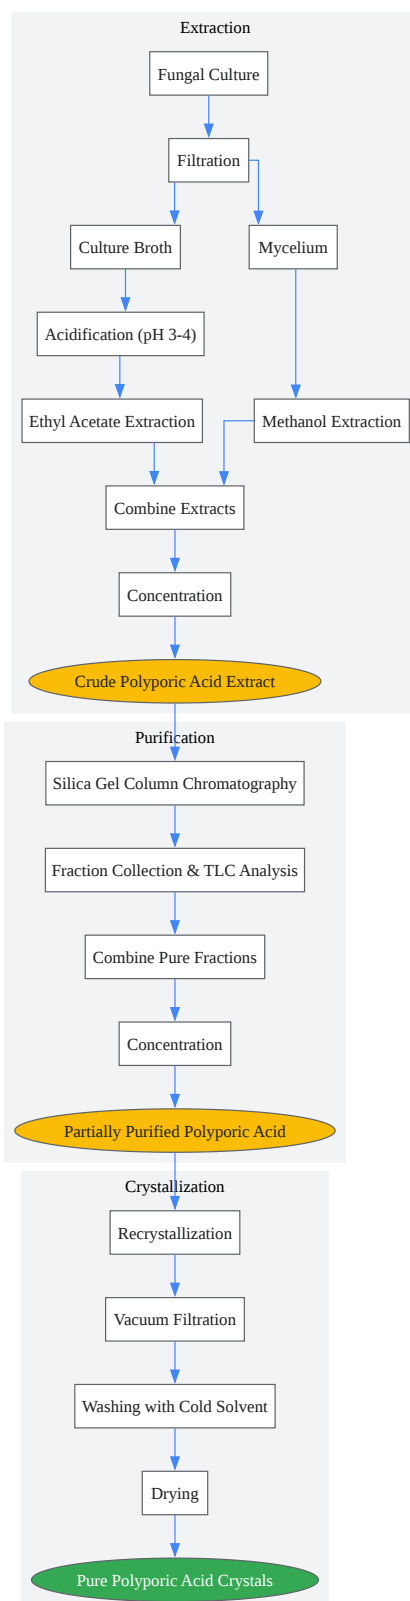 Extraction
Fungal Culture
Filtration
Culture Broth
Mycelium
Acidification (pH 3-4)
Ethyl Acetate Extraction
Methanol Extraction
Combine Extracts
Concentration
Crude Polyporic Acid Extract
Purification
Silica Gel Column Chromatography
Fraction Collection & TLC Analysis
Combine Pure Fractions
Concentration
Partially Purified Polyporic Acid
Crystallization
Recrystallization
Vacuum Filtration
Washing with Cold Solvent
Drying
Pure Polyporic Acid Crystals